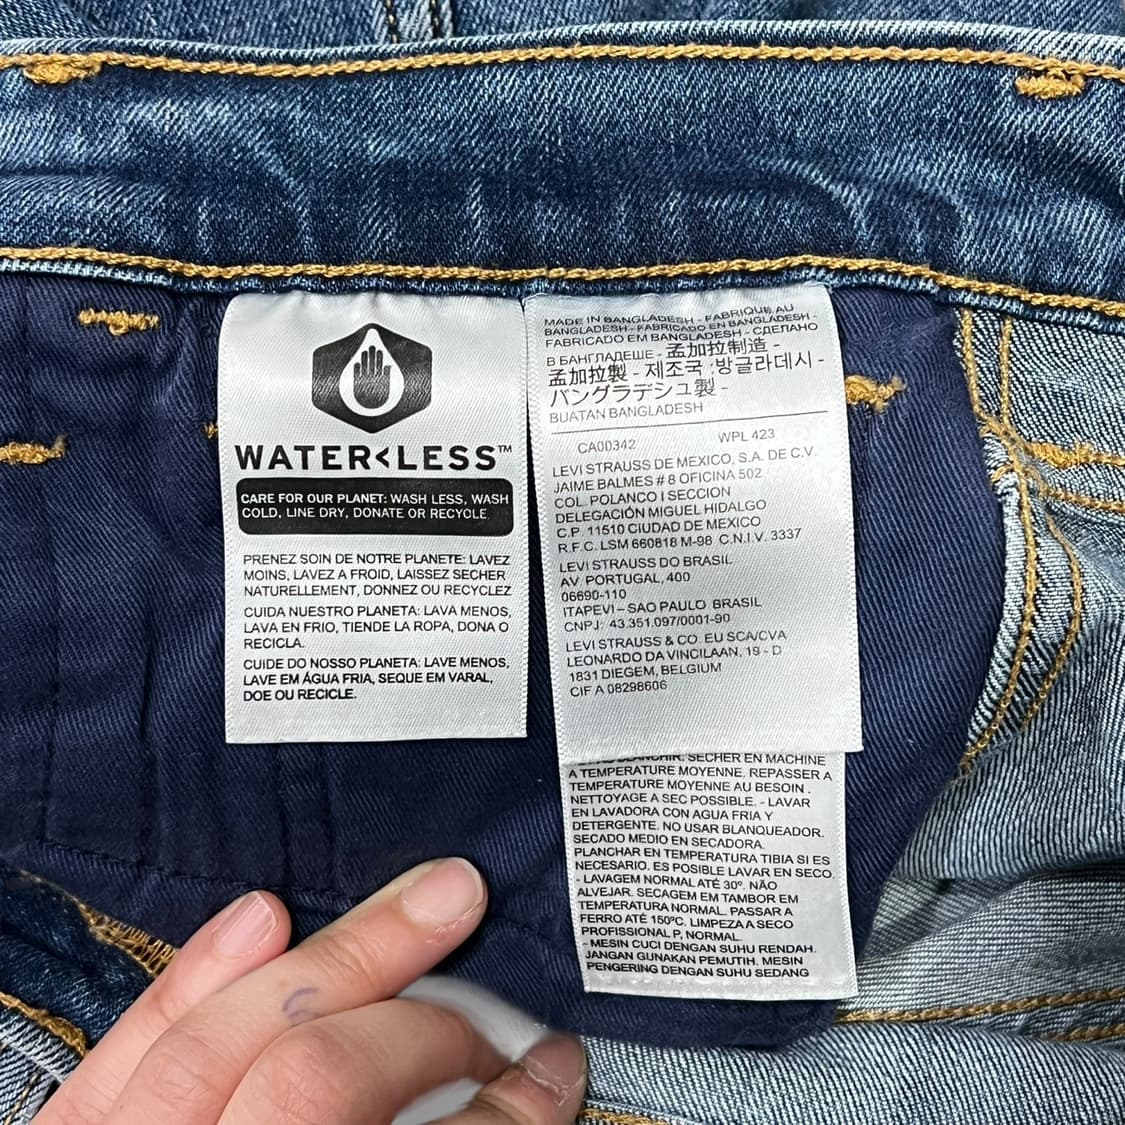 WATER<LESS™
CARE FOR OUR PLANET: WASH LESS, WASH
COLD, LINE DRY, DONATE OR RECYCLE
PRENEZ SOIN DE NOTRE PLANETE: LAVEZ
MOINS, LAVEZ A FROID, LAISSEZ SECHER
NATURELLEMENT, DONNEZ OU RECYCLEZ
CUIDA NUESTRO PLANETA: LAVA MENOS,
LAVA EN FRIO, TIENDE LA ROPA, DONA O
RECICLA.
CUIDE DO NOSSO PLANETA: LAVE MENOS,
LAVE EM ÁGUA FRIA, SEQUE EM VARAL,
DOE OU RECICLE.
MADE IN BANGLADESH - FABRIQUE AU
BANGLADESH - FABRICADO EN BANGLADESH -
FABRICADO EM BANGLADESH - СДЕЛАНО
В БАНГЛАДЕШЕ - 孟加拉制造 -
孟加拉製 - 제조국 :방글라데시 -
バングラデシュ製 -
BUATAN BANGLADESH
CA00342 WPL 423
LEVI STRAUSS DE MEXICO, S.A. DE C.V.
JAIME BALMES # 8 OFICINA 502
COL. POLANCO I SECCION
DELEGACIÓN MIGUEL HIDALGO
C.P. 11510 CIUDAD DE MEXICO
R.F.C. LSM 660818 M-98 C.N.I.V. 3337
LEVI STRAUSS DO BRASIL
AV PORTUGAL, 400
06690-110
ITAPEVI – SAO PAULO BRASIL
CNPJ: 43.351.097/0001-90
LEVI STRAUSS & CO. EU SCA/CVA
LEONARDO DA VINCILAAN, 19 - D
1831 DIEGEM, BELGIUM
CIF A 08298606
BLANCHIR. SECHER EN MACHINE
A TEMPERATURE MOYENNE. REPASSER A
TEMPERATURE MOYENNE AU BESOIN .
NETTOYAGE A SEC POSSIBLE. - LAVAR
EN LAVADORA CON AGUA FRIA Y
DETERGENTE. NO USAR BLANQUEADOR.
SECADO MEDIO EN SECADORA.
PLANCHAR EN TEMPERATURA TIBIA SI ES
NECESARIO. ES POSIBLE LAVAR EN SECO.
- LAVAGEM NORMAL ATÉ 30º. NÃO
ALVEJAR. SECAGEM EM TAMBOR EM
TEMPERATURA NORMAL. PASSAR A
FERRO ATÉ 150ºC. LIMPEZA A SECO
PROFISSIONAL P, NORMAL.
- MESIN CUCI DENGAN SUHU RENDAH.
JANGAN GUNAKAN PEMUTIH. MESIN
PENGERING DENGAN SUHU SEDANG